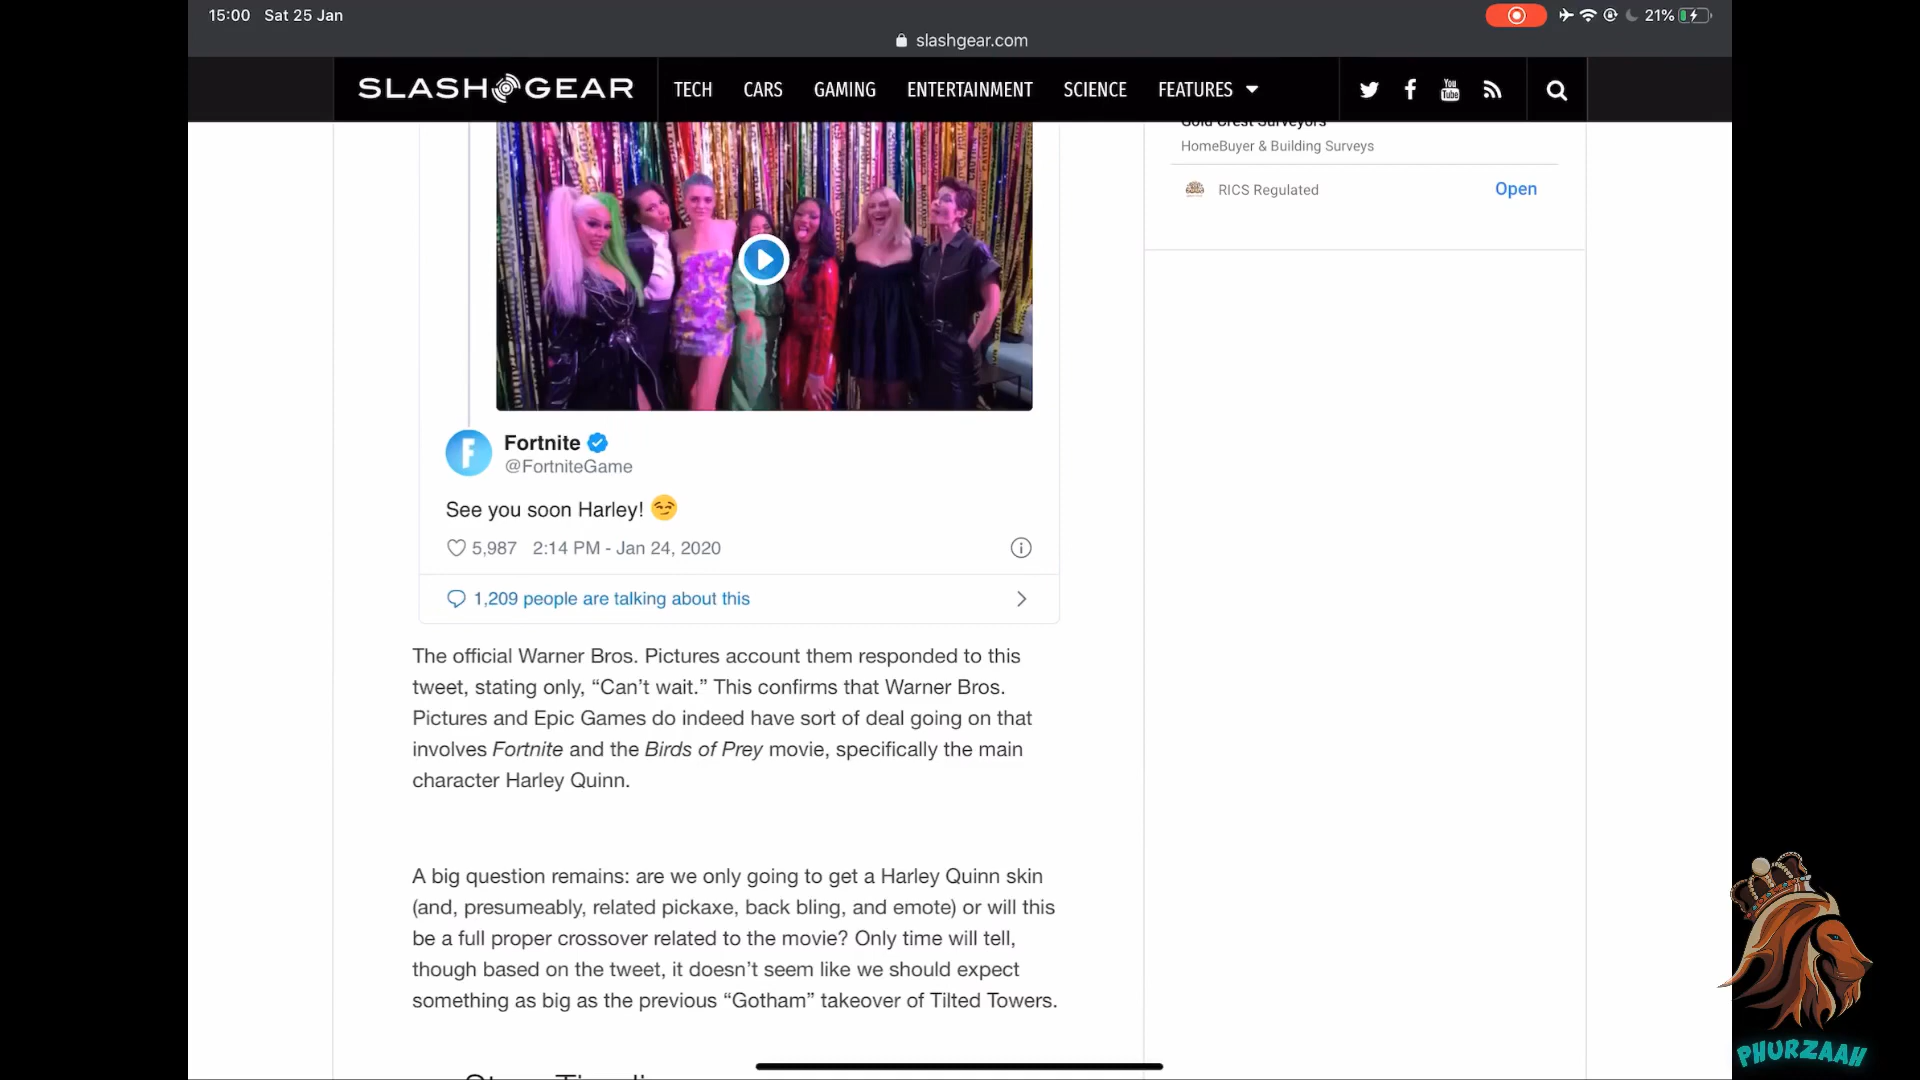 15:00 Sat 25 Jan
21%
slashgear.com
SLASHGEAR TECH CARS GAMING ENTERTAINMENT SCIENCE FEATURES
You Tube
Gold Crest Surveyors
HomeBuyer & Building Surveys
RICS Regulated Open
Fortnite
@FortniteGame
See you soon Harley! 😏
5,987 2:14 PM - Jan 24, 2020
1,209 people are talking about this
The official Warner Bros. Pictures account them responded to this
tweet, stating only, “Can’t wait.” This confirms that Warner Bros.
Pictures and Epic Games do indeed have sort of deal going on that
involves Fortnite and the Birds of Prey movie, specifically the main
character Harley Quinn.
A big question remains: are we only going to get a Harley Quinn skin
(and, presumeably, related pickaxe, back bling, and emote) or will this
be a full proper crossover related to the movie? Only time will tell,
though based on the tweet, it doesn’t seem like we should expect
something as big as the previous “Gotham” takeover of Tilted Towers.
PHURZAAH